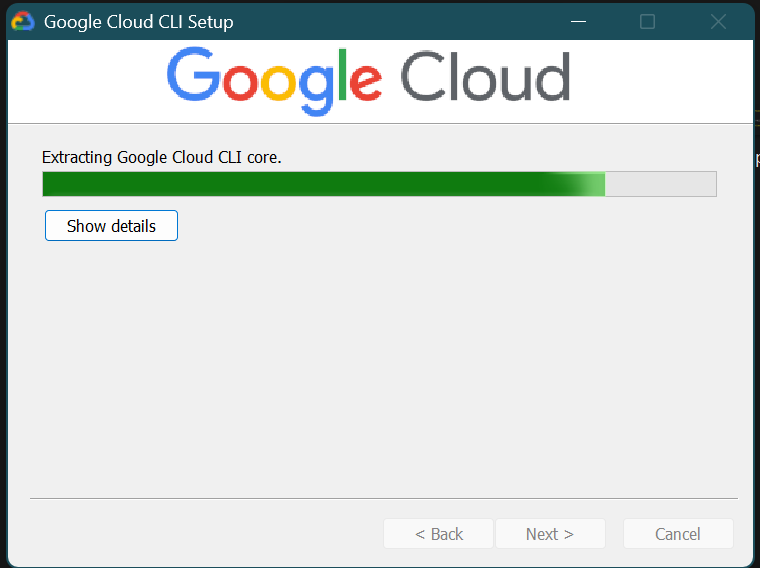 Google Cloud CLI Setup
Google Cloud
Extracting Google Cloud CLI core.
Show details
< Back Next > Cancel